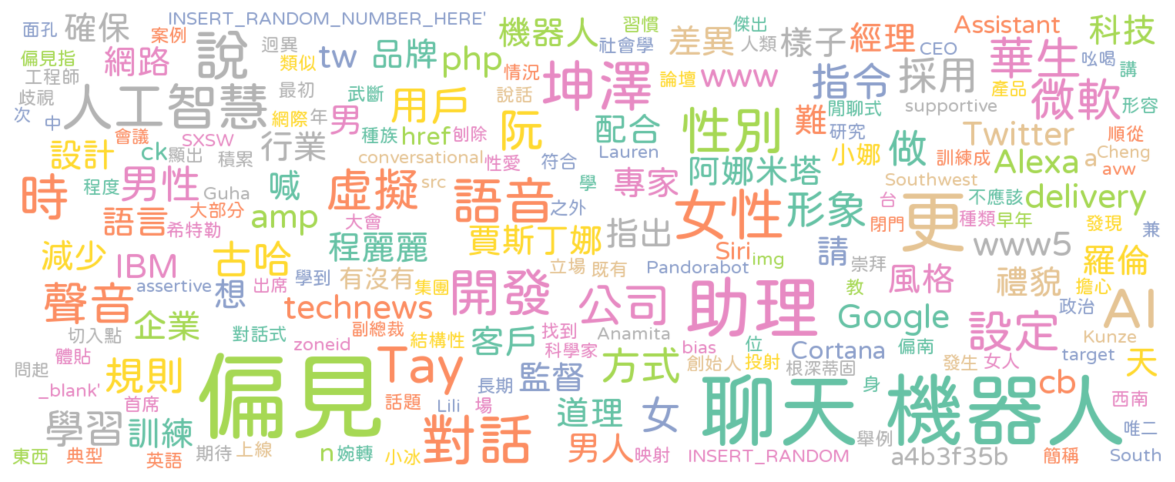 面孔 確保 案例 INSERT_RANDOM_NUMBER_HERE' 機器人 習慣 傑出 Assistant 科技
偏見指 網路 迥異 說 tw 品牌 php 社會學 差異 人類 樣子 經理 CEO 吆喝 講
工程師 類似 情況 坤澤 www 論壇 指令 採用 華生 產品
歧視 人工智慧 最初 武斷 用戶 說話 閒聊式 supportive 微軟 形容
次 中 會議 SXSW 網際 年 男 種族 href 刨除 阮 配合 性別 難 研究 Twitter 順從
設計 ck 顯出 積累 行業 conversational 性愛 符合 Lauren 小娜 做 訓練成 Alexa a Cheng avw
時 程度 男性 Guha 喊 虛擬 src 語音 學 專家 阿娜米塔 Southwest 不應該 delivery
語言 大部分 希特勒 amp 大會 之外 女性 形象 台 閉門 更 種類 早年 發現 兼
減少 IBM 古哈 程麗麗 賈斯丁娜 指出 Siri 請 www5 羅倫
assertive 學到 出席 想 有沒有 集團 立場 既有 Pandorabot img 崇拜 教 風格 禮貌 擔心
聲音 technews 開發 公司 助理 政治 AI
切入點 企業 對話式 副總裁 結構性 客戶 找到 Anamita Google 設定 Kunze
體貼 zoneid 科學家 bias 創始人 投射 位 Cortana 偏南 發生 女人 target 天
問起 _blank' 規則 偏見 Tay 長期 監督 方式 根深蒂固 身 cb 西南
首席 話題 Lili 場 道理 女 聊天 機器人 唯二
學習 訓練 對話 舉例
東西 典型 英語 期待 上線 n 婉轉 小冰 男人 映射 INSERT_RANDOM a4b3f35b 簡稱 South